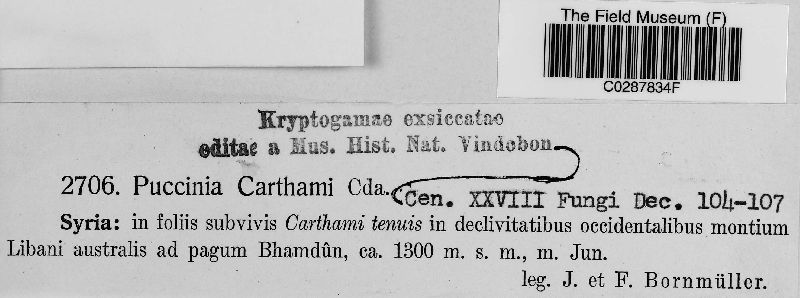 The Field Museum (F)
C0287834F
Kryptogamae exsiccatae
editae a Mus. Hist. Nat. Vindobon.
2706. Puccinia Carthami Cda. Cen. XXVIII Fungi Dec. 104-107
Syria: in foliis subvivis Carthami tenuis in declivitatibus occidentalibus montium
Libani australis ad pagum Bhamdûn, ca. 1300 m. s. m., m. Jun.
leg. J. et F. Bornmüller.